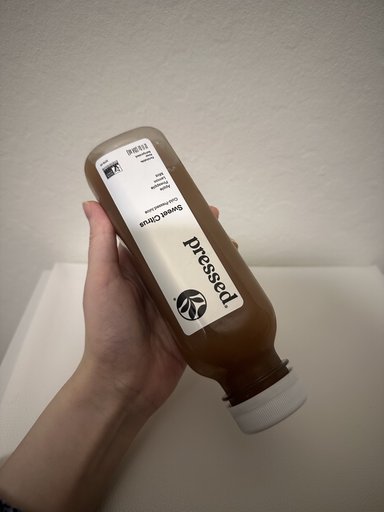 pressed.
Sweet Citrus
Cold-Pressed Juice
Apple
Pineapple
Lemon
Mint